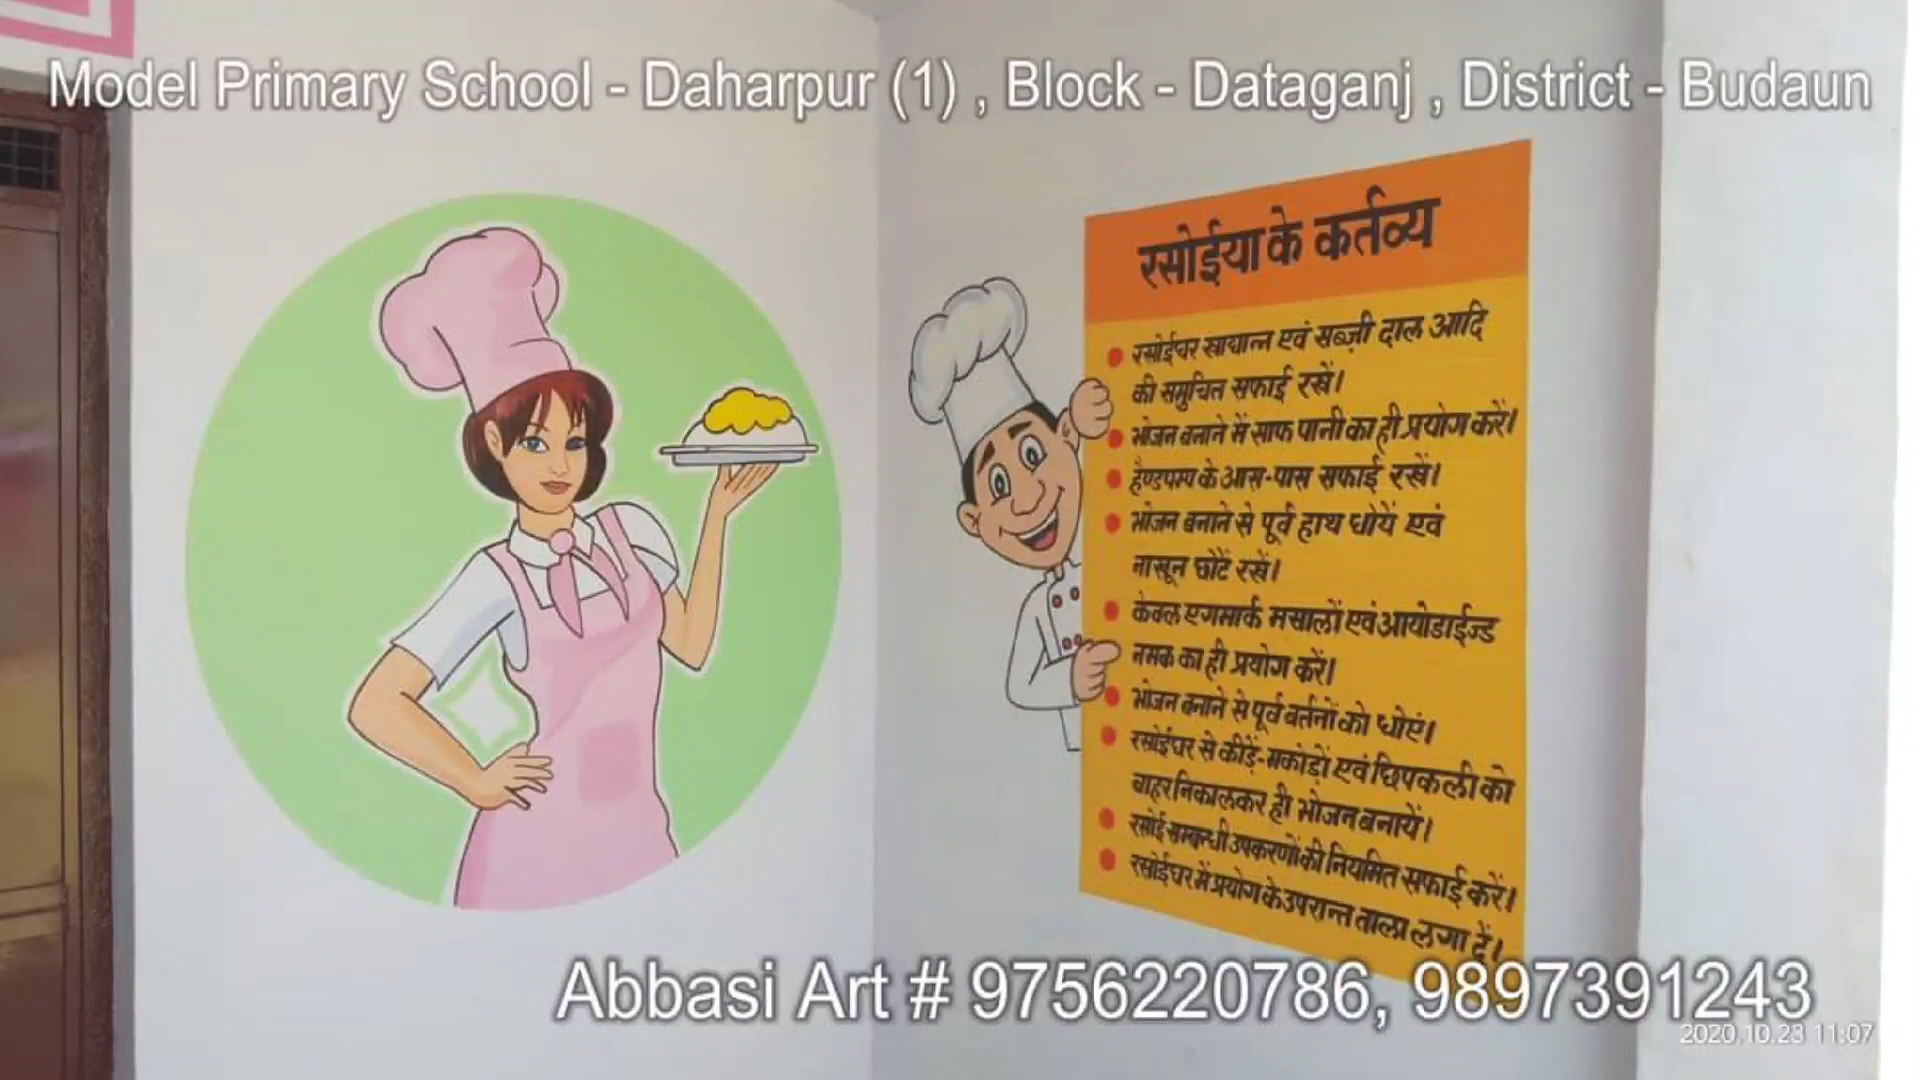 Model Primary School - Daharpur (1) , Block - Dataganj , District - Budaun
रसोईया के कर्तव्य
रसोईघर खाद्यान्न एवं सब्ज़ी दाल आदि
की समुचित सफाई रखें।
भोजन बनाने में साफ पानी का ही प्रयोग करें।
हैण्डपम्प के आस-पास सफाई रखें।
भोजन बनाने से पूर्व हाथ धोयें एवं
नाखून छोटें रखें।
केवल एगमार्क मसालों एवं आयोडाईज्ड
नमक का ही प्रयोग करें।
भोजन बनाने से पूर्व बर्तनों को धोएं।
रसोईघर से कीड़ें-मकोड़ों एवं छिपकली को
बाहर निकालकर ही भोजन बनायें।
रसोई सम्बन्धी उपकरणों की नियमित सफाई करें।
रसोईघर में प्रयोग के उपरान्त ताला लगा दें।
Abbasi Art # 9756220786, 9897391243
2020.10.23 11:07